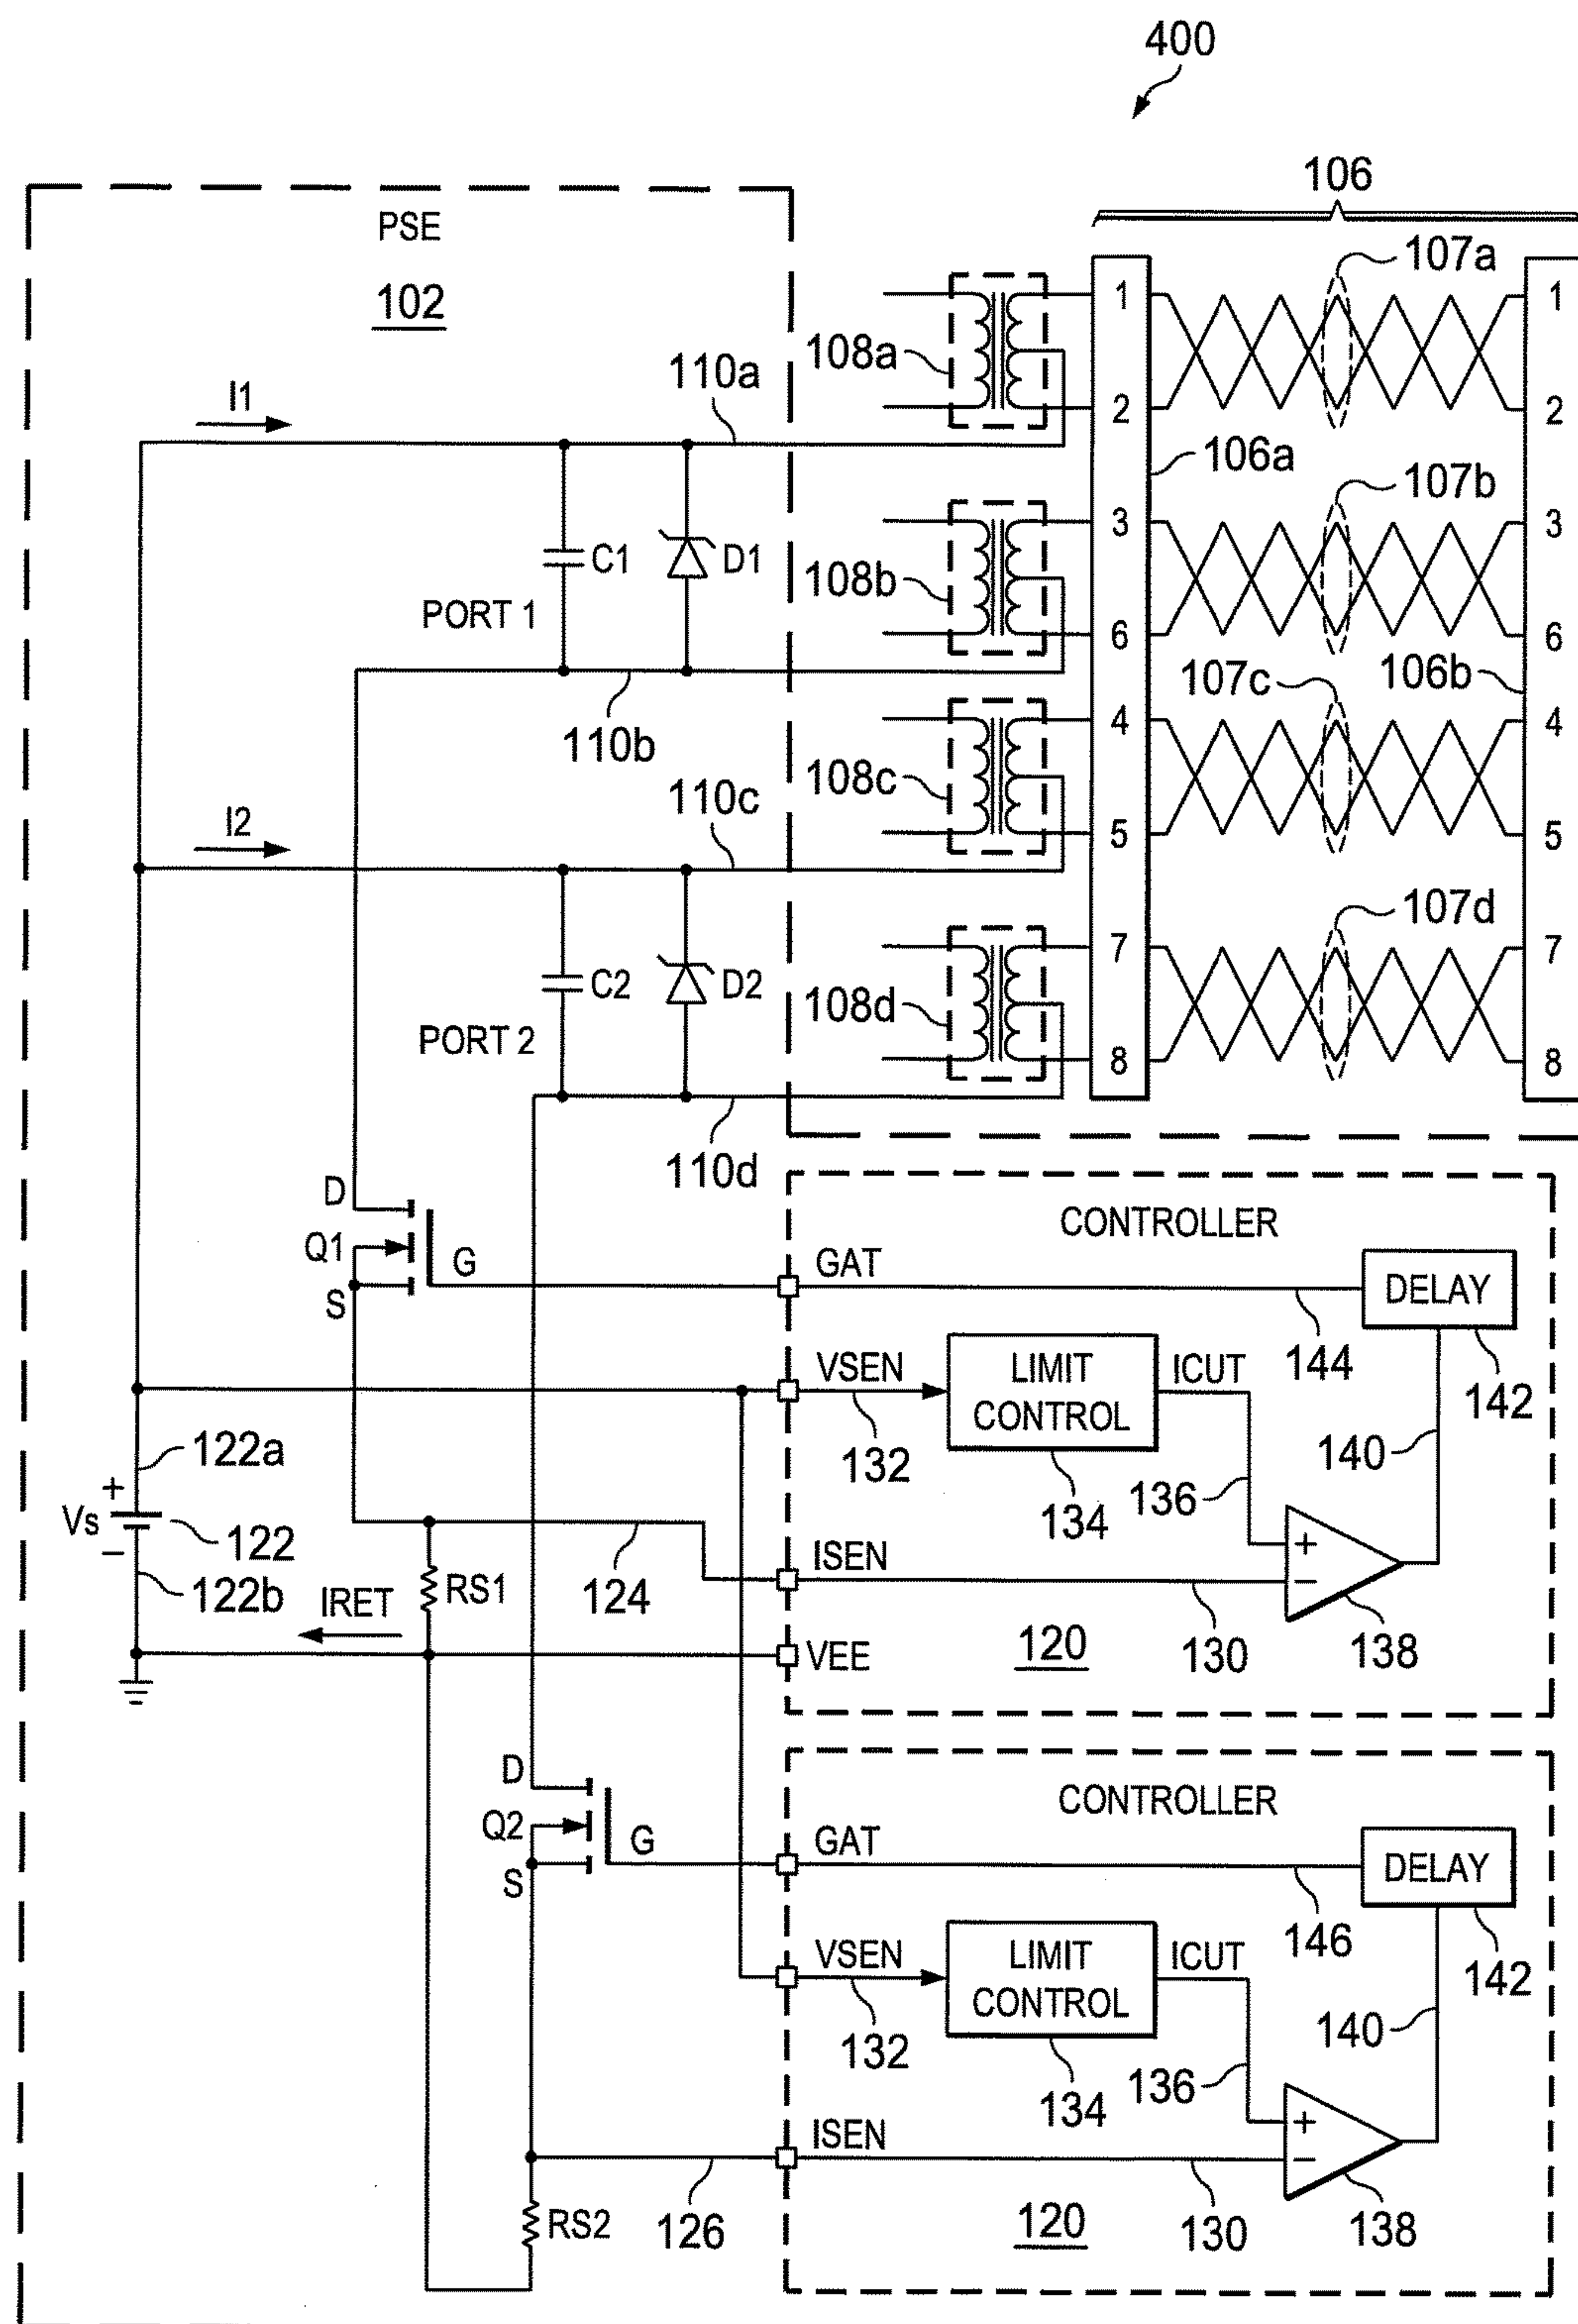 400
106
PSE
102
107a
1
1
108a
110a
I1
2
2
106a
107b
3
3
C1
D1
108b
PORT 1
6
6
107c
106b
110b
4
4
110c
108c
I2
5
5
107d
7
7
C2
D2
108d
PORT 2
8
8
110d
D
CONTROLLER
Q1
G
GAT
DELAY
S
144
VSEN
LIMIT
CONTROL
ICUT
142
132
140
122a
136
134
+
Vs
122
−
ISEN
+
−
RS1
124
122b
IRET
120
130
138
VEE
D
CONTROLLER
Q2
G
GAT
DELAY
S
146
VSEN
LIMIT
CONTROL
ICUT
142
132
140
136
134
ISEN
+
−
RS2
126
120
130
138